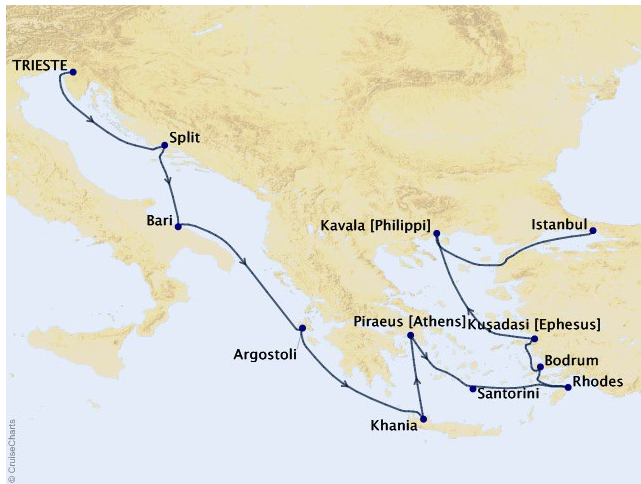 TRIESTE
Split
Bari
Kavala [Philippi]
Istanbul
Piraeus [Athens]
Kusadasi [Ephesus]
Argostoli
Bodrum
Rhodes
Santorini
Khania
© CruiseCharts